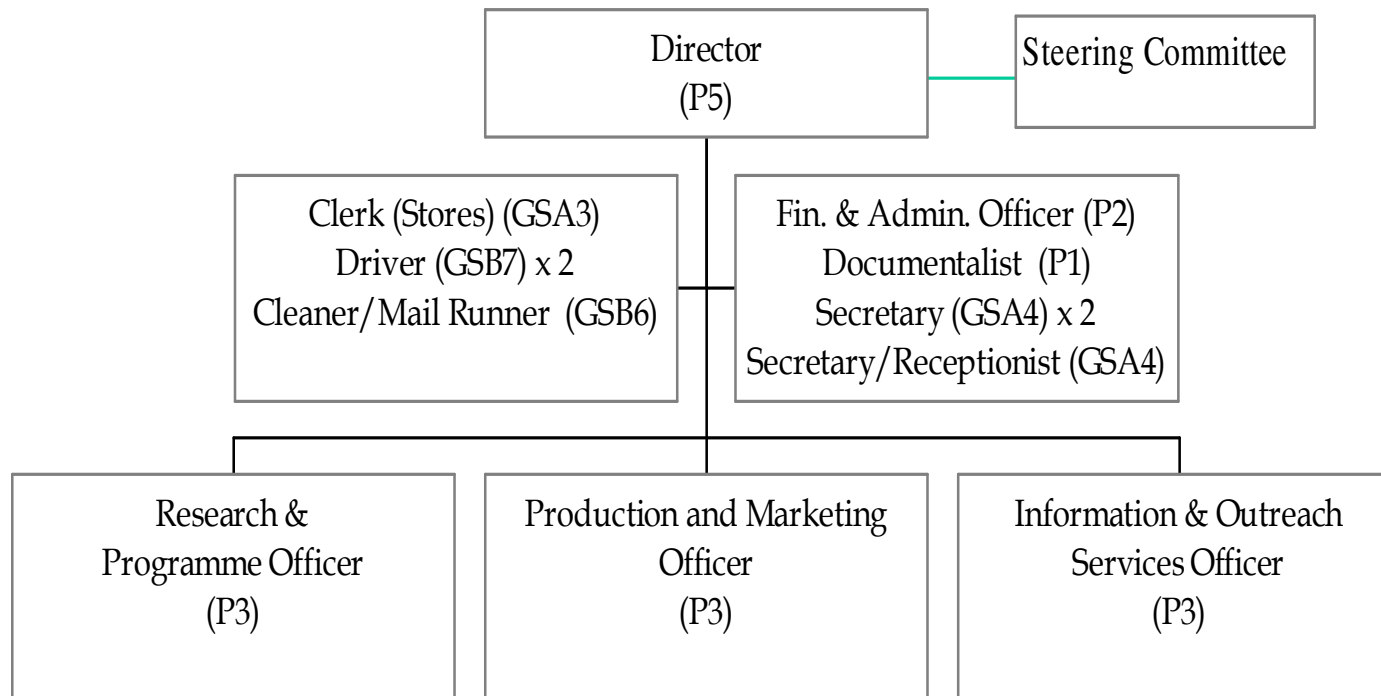 Director
(P5)
Steering Committee
Clerk (Stores) (GSA3)
Driver (GSB7) x 2
Cleaner/Mail Runner (GSB6)
Fin. & Admin. Officer (P2)
Documentalist (P1)
Secretary (GSA4) x 2
Secretary/Receptionist (GSA4)
Research &
Programme Officer
(P3)
Production and Marketing
Officer
(P3)
Information & Outreach
Services Officer
(P3)